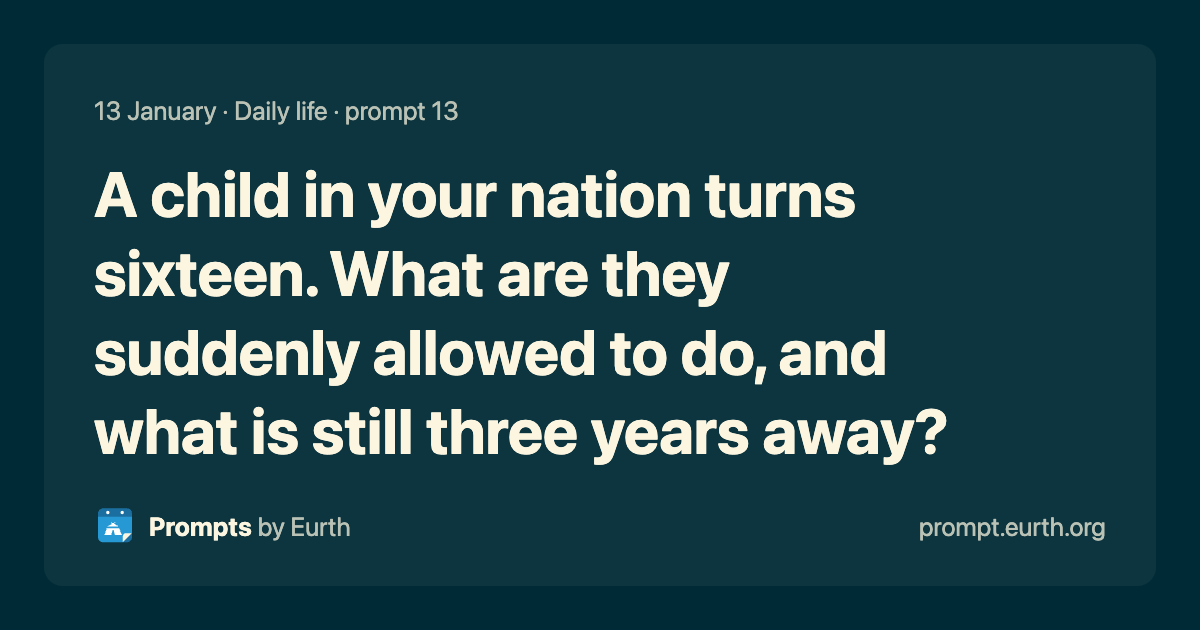 13 January · Daily life · prompt 13
A child in your nation turns
sixteen. What are they
suddenly allowed to do, and
what is still three years away?
Prompts by Eurth
prompt.eurth.org